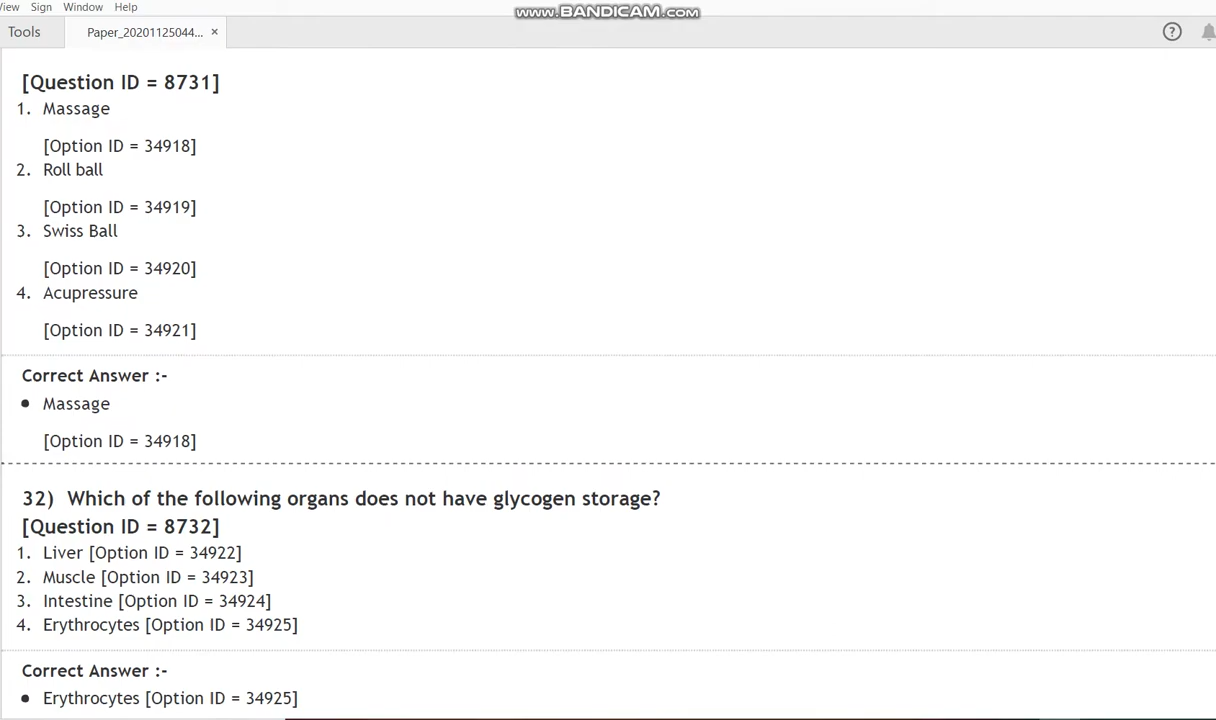 View Sign Window Help
www.BANDICAM.com
Tools
Paper_20201125044... ×
?
[Question ID = 8731]
1. Massage
[Option ID = 34918]
2. Roll ball
[Option ID = 34919]
3. Swiss Ball
[Option ID = 34920]
4. Acupressure
[Option ID = 34921]
Correct Answer :-
• Massage
[Option ID = 34918]
32) Which of the following organs does not have glycogen storage?
[Question ID = 8732]
1. Liver [Option ID = 34922]
2. Muscle [Option ID = 34923]
3. Intestine [Option ID = 34924]
4. Erythrocytes [Option ID = 34925]
Correct Answer :-
• Erythrocytes [Option ID = 34925]